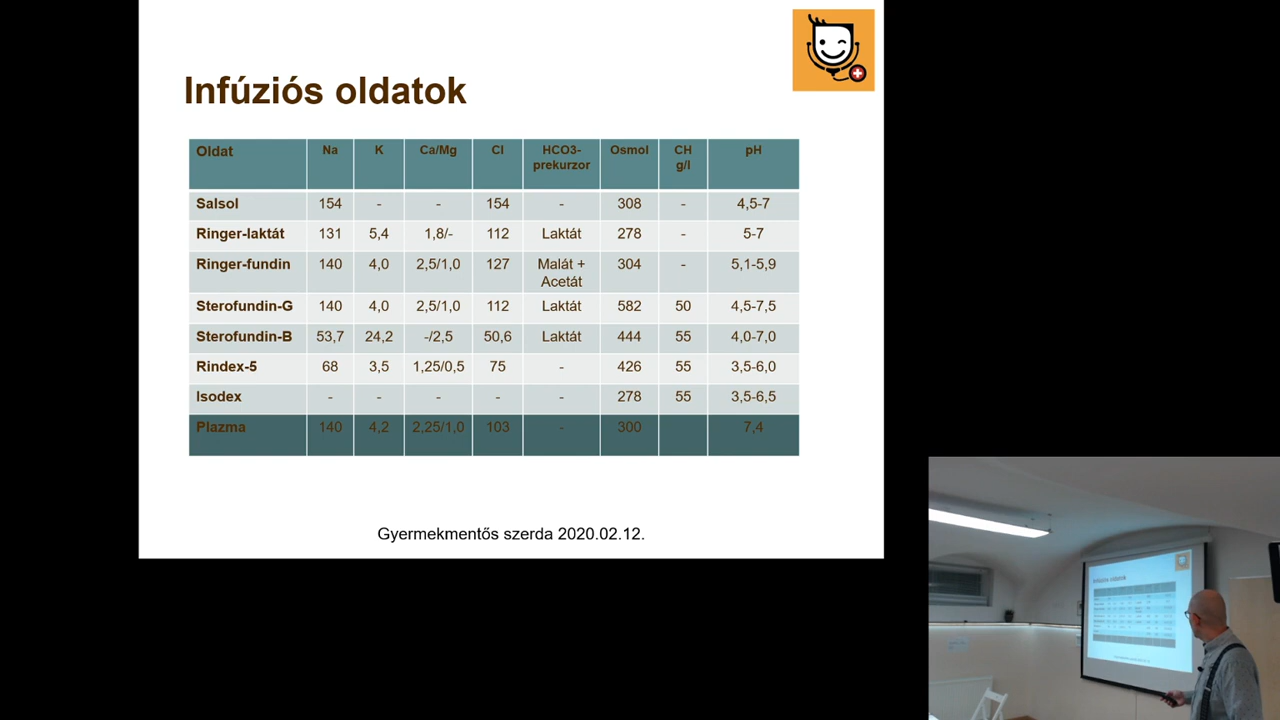 Infúziós oldatok
Oldat Na K Ca/Mg Cl HCO3- Osmol CH pH
prekurzor g/l
Salsol 154 - - 154 - 308 - 4,5-7
Ringer-laktát 131 5,4 1,8/- 112 Laktát 278 - 5-7
Ringer-fundin 140 4,0 2,5/1,0 127 Malát + 304 - 5,1-5,9
Acetát
Sterofundin-G 140 4,0 2,5/1,0 112 Laktát 582 50 4,5-7,5
Sterofundin-B 53,7 24,2 -/2,5 50,6 Laktát 444 55 4,0-7,0
Rindex-5 68 3,5 1,25/0,5 75 - 426 55 3,5-6,0
Isodex - - - - - 278 55 3,5-6,5
Plazma 140 4,2 2,25/1,0 103 - 300 7,4
Gyermekmentős szerda 2020.02.12.
Infúziós oldatok